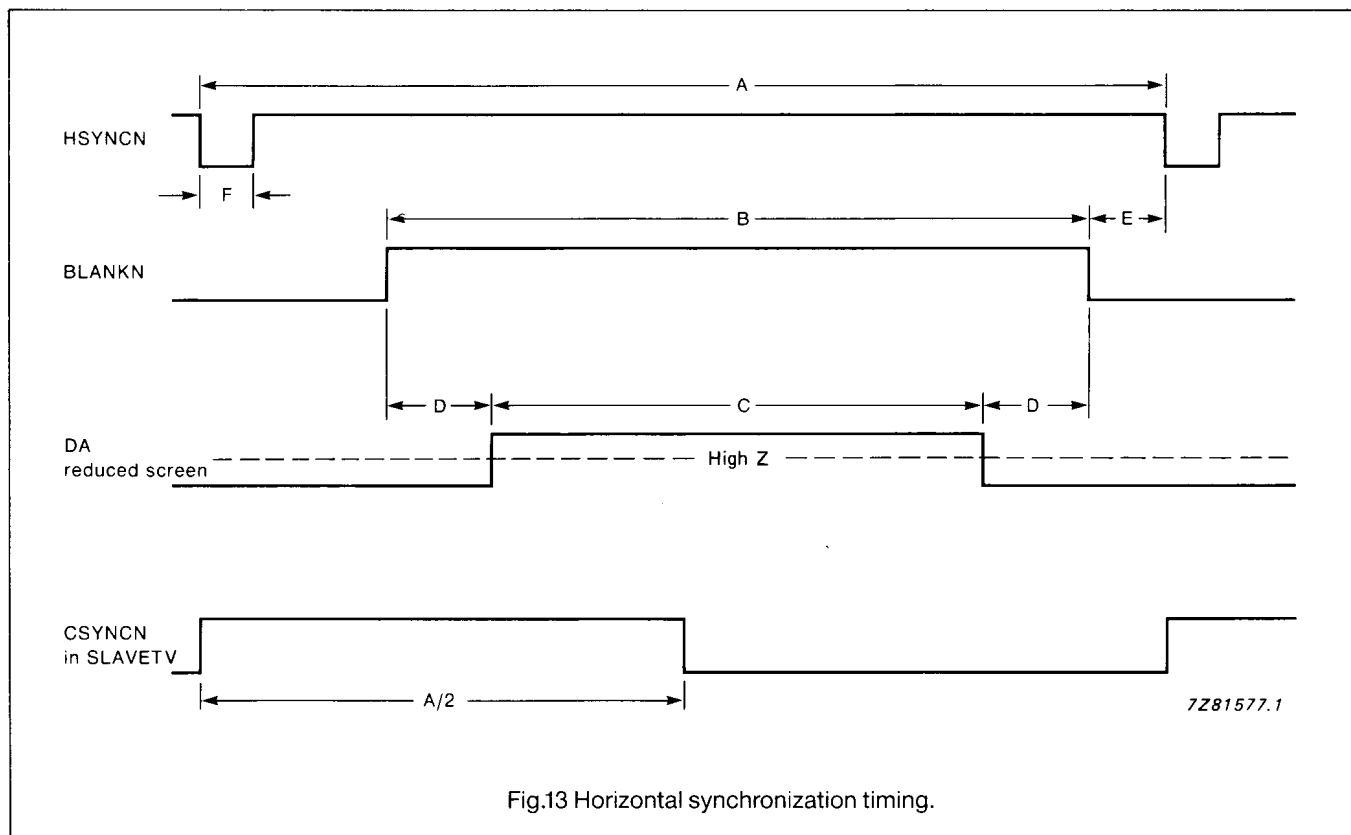 A
HSYNCN
F
B
E
BLANKN
D
C
D
DA
reduced screen
High Z
CSYNCN
in SLAVETV
A/2
7Z81577.1
Fig.13 Horizontal synchronization timing.